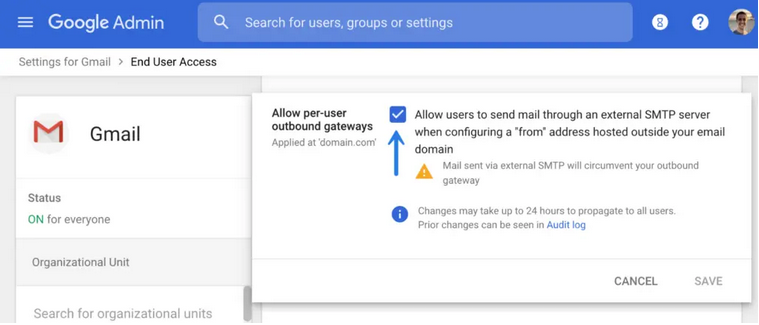 Google Admin
Search for users, groups or settings
Settings for Gmail > End User Access
Gmail
Status
ON for everyone
Organizational Unit
Search for organizational units
Allow per-user
outbound gateways
Applied at 'domain.com'
Allow users to send mail through an external SMTP server
when configuring a "from" address hosted outside your email
domain
Mail sent via external SMTP will circumvent your outbound
gateway
Changes may take up to 24 hours to propagate to all users.
Prior changes can be seen in Audit log
CANCEL SAVE